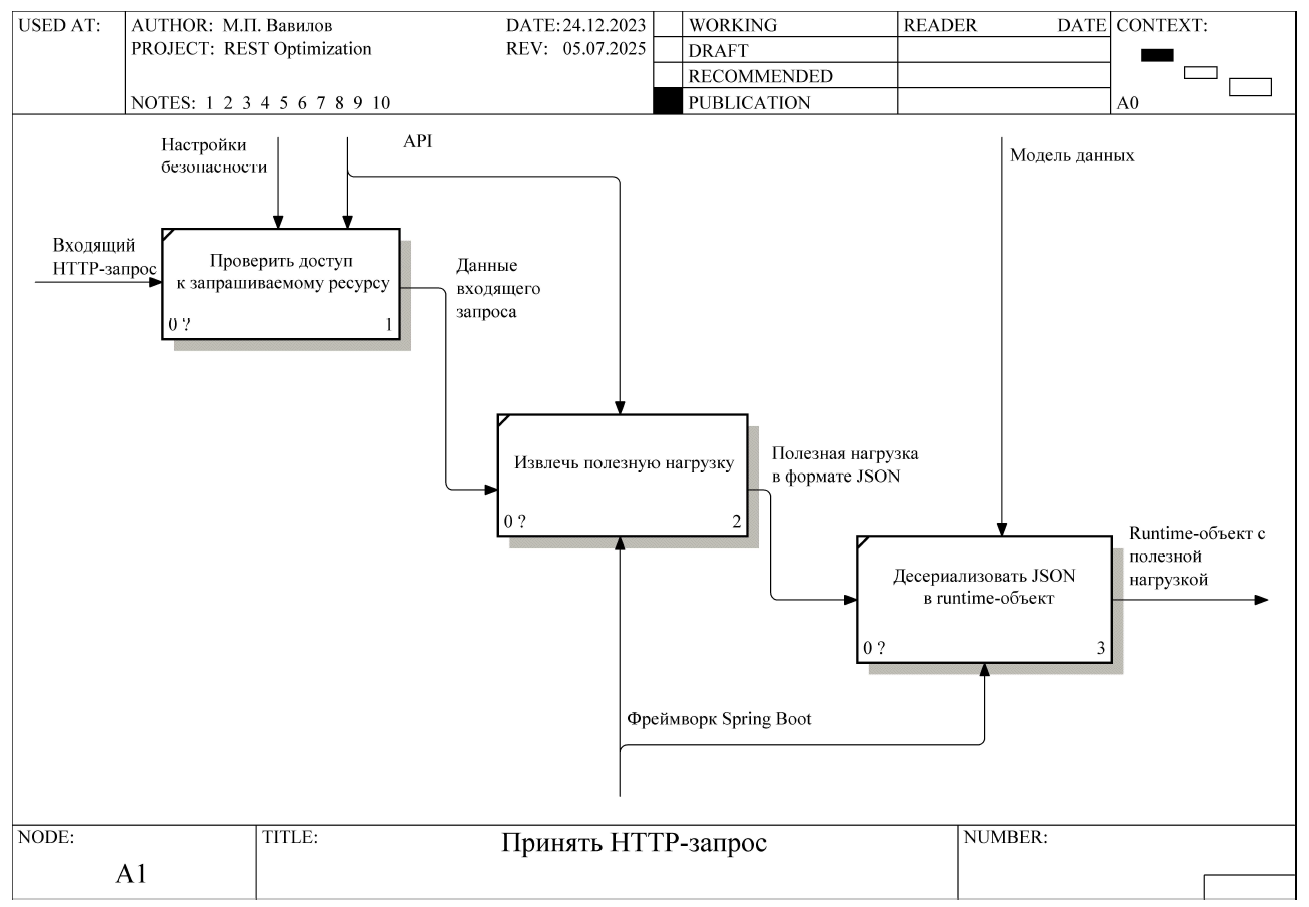 USED AT:
AUTHOR: М.П. Вавилов
DATE: 24.12.2023
PROJECT: REST Optimization
REV: 05.07.2025
NOTES: 1 2 3 4 5 6 7 8 9 10
WORKING
DRAFT
RECOMMENDED
PUBLICATION
READER DATE
CONTEXT:
A0
Настройки
безопасности
API
Модель данных
Входящий
HTTP-запрос
Проверить доступ
к запрашиваемому ресурсу
0 ? 1
Данные
входящего
запроса
Извлечь полезную нагрузку
0 ? 2
Полезная нагрузка
в формате JSON
Десериализовать JSON
в runtime-объект
0 ? 3
Runtime-объект с
полезной
нагрузкой
Фреймворк Spring Boot
NODE:
A1
TITLE:
Принять HTTP-запрос
NUMBER: